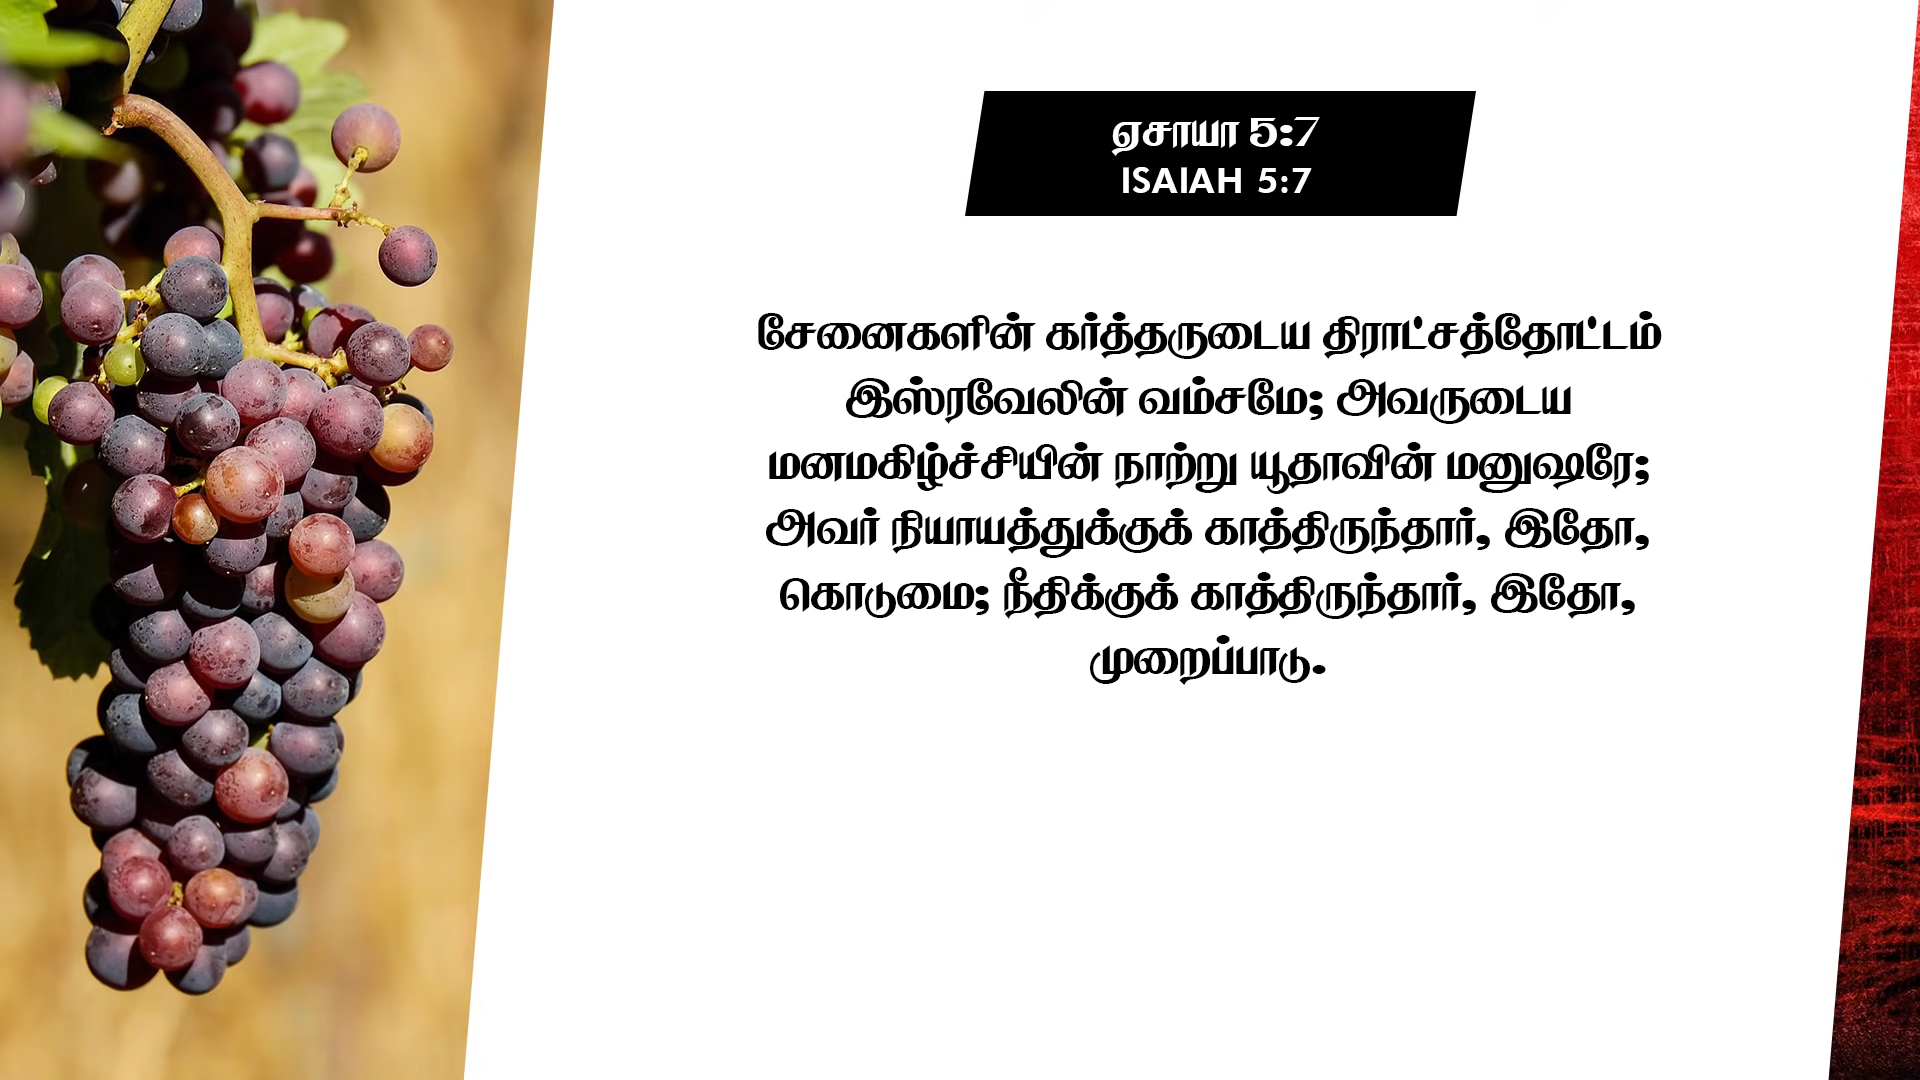 ஏசாயா 5:7
ISAIAH 5:7
சேனைகளின் கர்த்தருடைய திராட்சத்தோட்டம்
இஸ்ரவேலின் வம்சமே; அவருடைய
மனமகிழ்ச்சியின் நாற்று யூதாவின் மனுஷரே;
அவர் நியாயத்துக்குக் காத்திருந்தார், இதோ,
கொடுமை; நீதிக்குக் காத்திருந்தார், இதோ,
முறைப்பாடு.